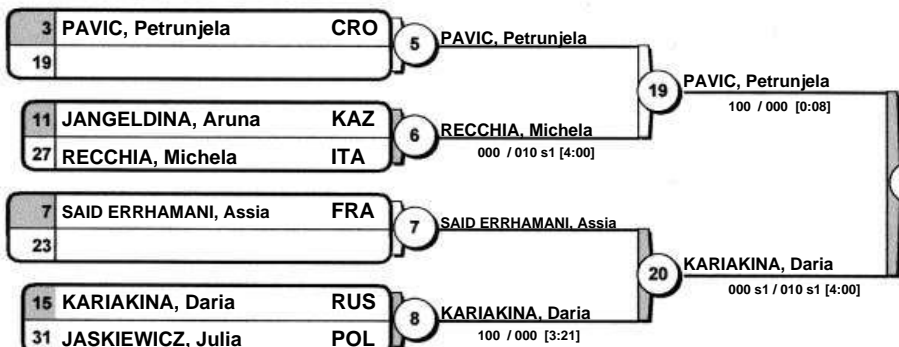 3 PAVIC, Petrunjela CRO
19
5 PAVIC, Petrunjela
11 JANGELDINA, Aruna KAZ
27 RECCHIA, Michela ITA
6 RECCHIA, Michela
000 / 010 s1 [4:00]
19 PAVIC, Petrunjela
100 / 000 [0:08]
7 SAID ERRHAMANI, Assia FRA
23
7 SAID ERRHAMANI, Assia
15 KARIAKINA, Daria RUS
31 JASKIEWICZ, Julia POL
8 KARIAKINA, Daria
100 / 000 [3:21]
20 KARIAKINA, Daria
000 s1 / 010 s1 [4:00]